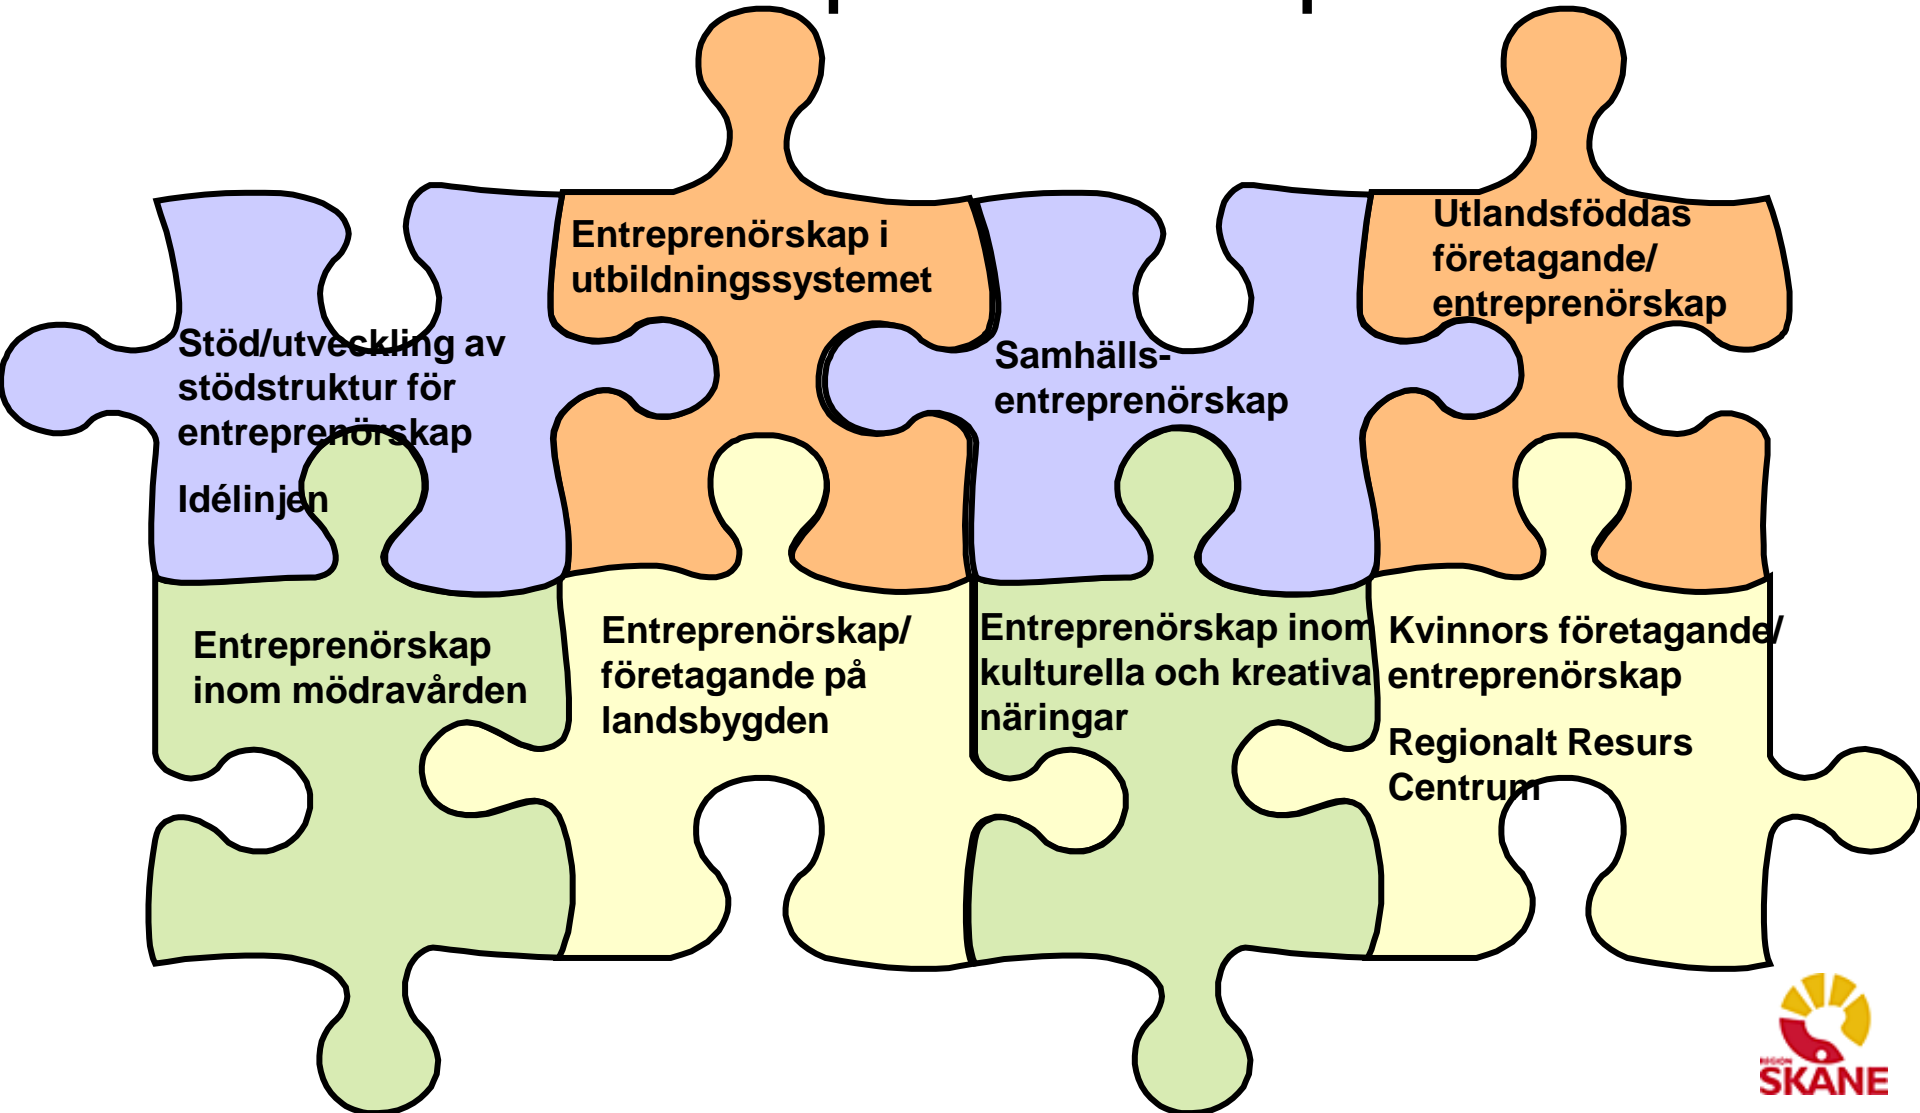 Stöd/utveckling av
stödstruktur för
entreprenörskap
Idélinjen
Entreprenörskap i
utbildningssystemet
Samhälls-
entreprenörskap
Utlandsföddas
företagande/
entreprenörskap
Entreprenörskap
inom mödravården
Entreprenörskap/
företagande på
landsbygden
Entreprenörskap inom
kulturella och kreativa
näringar
Kvinnors företagande/
entreprenörskap
Regionalt Resurs
Centrum
REGION
SKÅNE